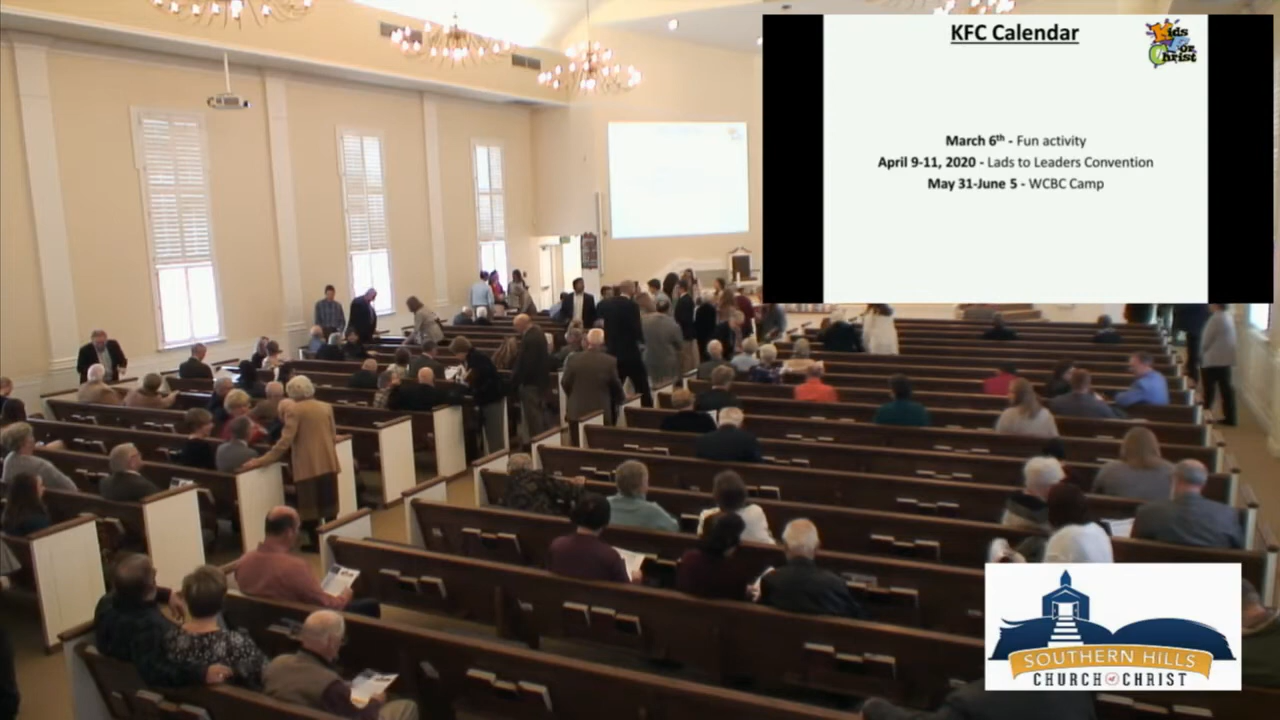 KFC Calendar
Kids
For
Christ
March 6th - Fun activity
April 9-11, 2020 - Lads to Leaders Convention
May 31-June 5 - WCBC Camp
SOUTHERN HILLS
CHURCH OF CHRIST